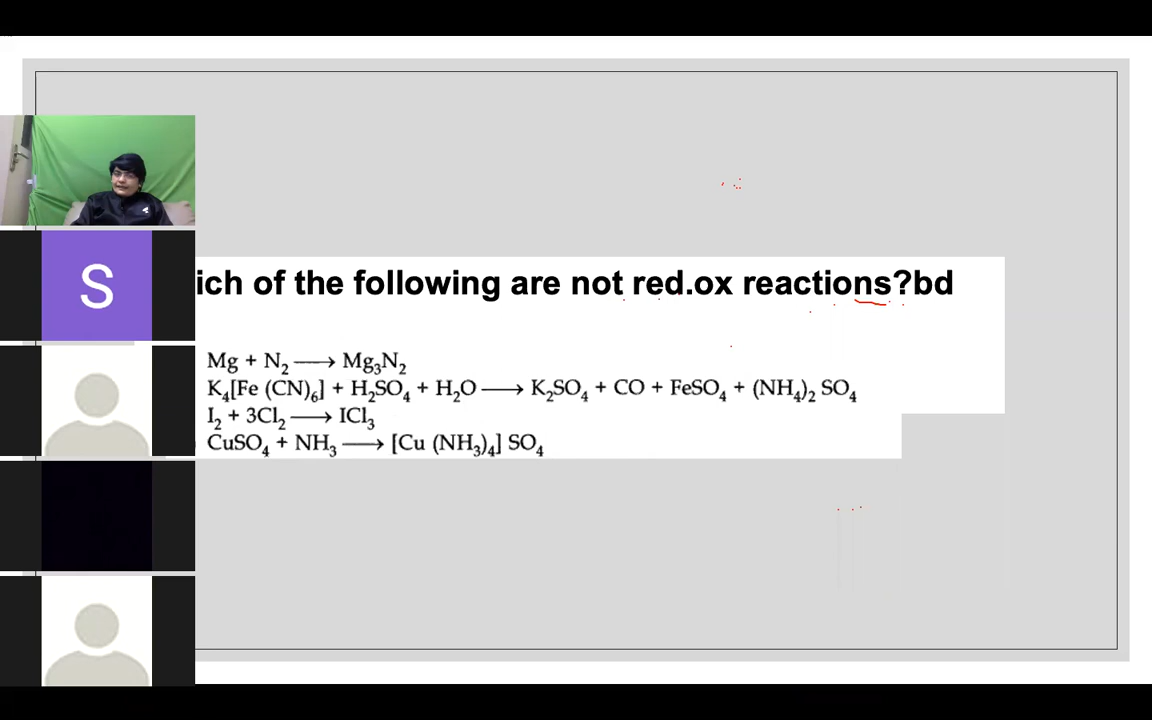 S
ich of the following are not red.ox reactions?bd
Mg + N₂ ⟶ Mg₃N₂
K₄[Fe (CN)₆] + H₂SO₄ + H₂O ⟶ K₂SO₄ + CO + FeSO₄ + (NH₄)₂ SO₄
I₂ + 3Cl₂ ⟶ ICl₃
CuSO₄ + NH₃ ⟶ [Cu (NH₃)₄] SO₄